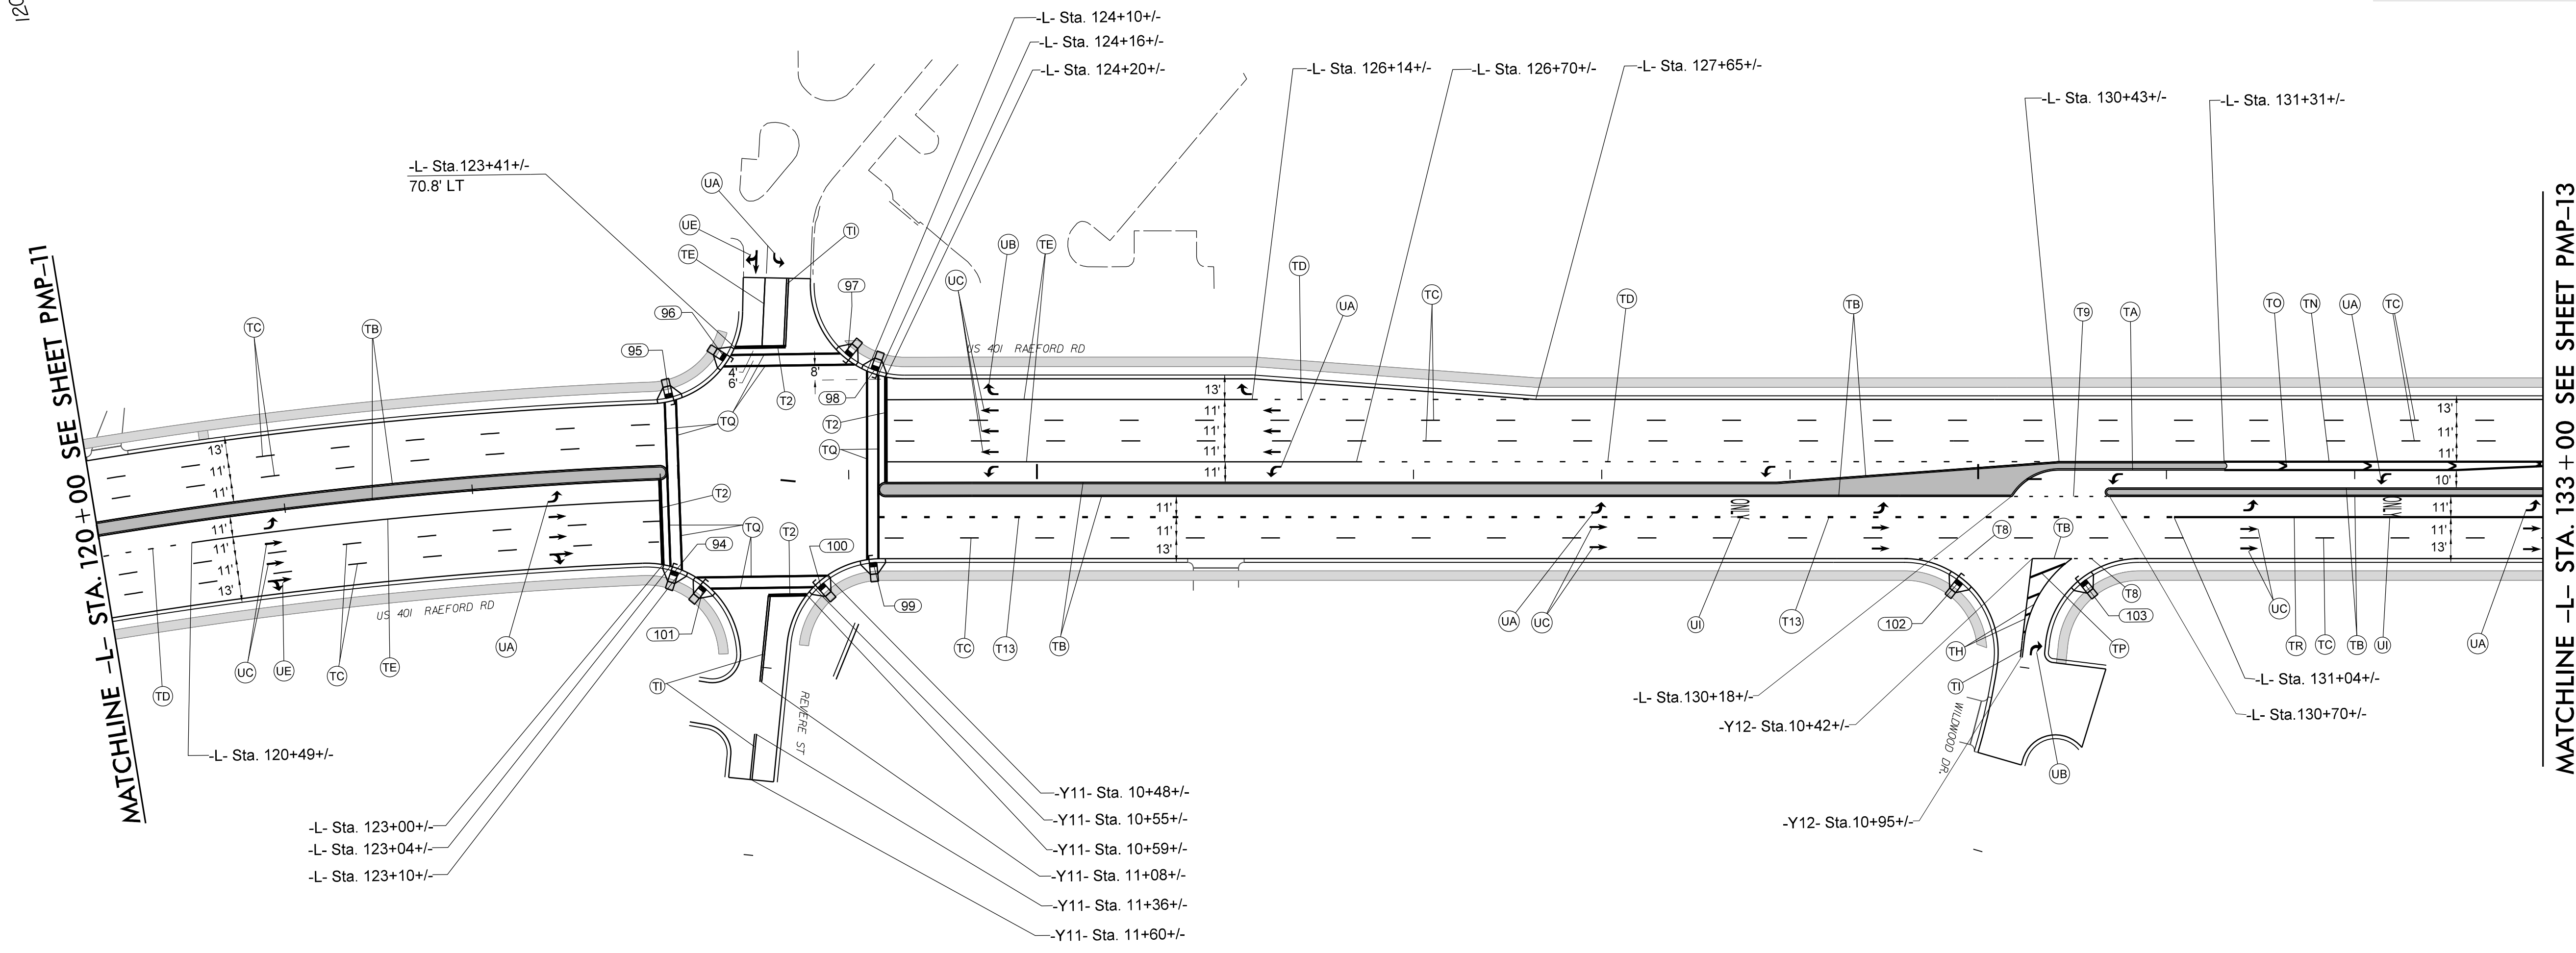 120
-L- Sta. 124+10+/-
-L- Sta. 124+16+/-
-L- Sta. 124+20+/-
-L- Sta. 126+14+/-
-L- Sta. 126+70+/-
-L- Sta. 127+65+/-
-L- Sta. 130+43+/-
-L- Sta. 131+31+/-
-L- Sta.123+41+/-
70.8' LT
UA
UE
TE
TI
UB
TE
UC
TD
UA
TC
TD
TB
T9
TA
TO
TN
UA
TC
97
96
95
98
TC
TB
US 401 RAEFORD RD
4'
6'
8'
T2
TQ
T2
TQ
13'
11'
11'
11'
11'
13'
11'
11'
13'
11'
11'
10'
11'
11'
13'
13'
11'
11'
11'
11'
11'
13'
T2
TQ
T2
94
100
99
101
ONLY
ONLY
T8
TB
T8
102
103
US 401 RAEFORD RD
TD
UC
UE
TC
TE
UA
TI
REVERE ST
TC
T13
TB
UA
UC
UI
T13
TH
TP
TI
WILDWOOD DR.
UB
UC
TR
TC
TB
UI
UA
-L- Sta. 120+49+/-
-L- Sta. 123+00+/-
-L- Sta. 123+04+/-
-L- Sta. 123+10+/-
-Y11- Sta. 10+48+/-
-Y11- Sta. 10+55+/-
-Y11- Sta. 10+59+/-
-Y11- Sta. 11+08+/-
-Y11- Sta. 11+36+/-
-Y11- Sta. 11+60+/-
-L- Sta.130+18+/-
-Y12- Sta.10+42+/-
-Y12- Sta.10+95+/-
-L- Sta. 131+04+/-
-L- Sta.130+70+/-
MATCHLINE -L- STA. 120+00 SEE SHEET PMP-11
MATCHLINE -L- STA. 133+00 SEE SHEET PMP-13